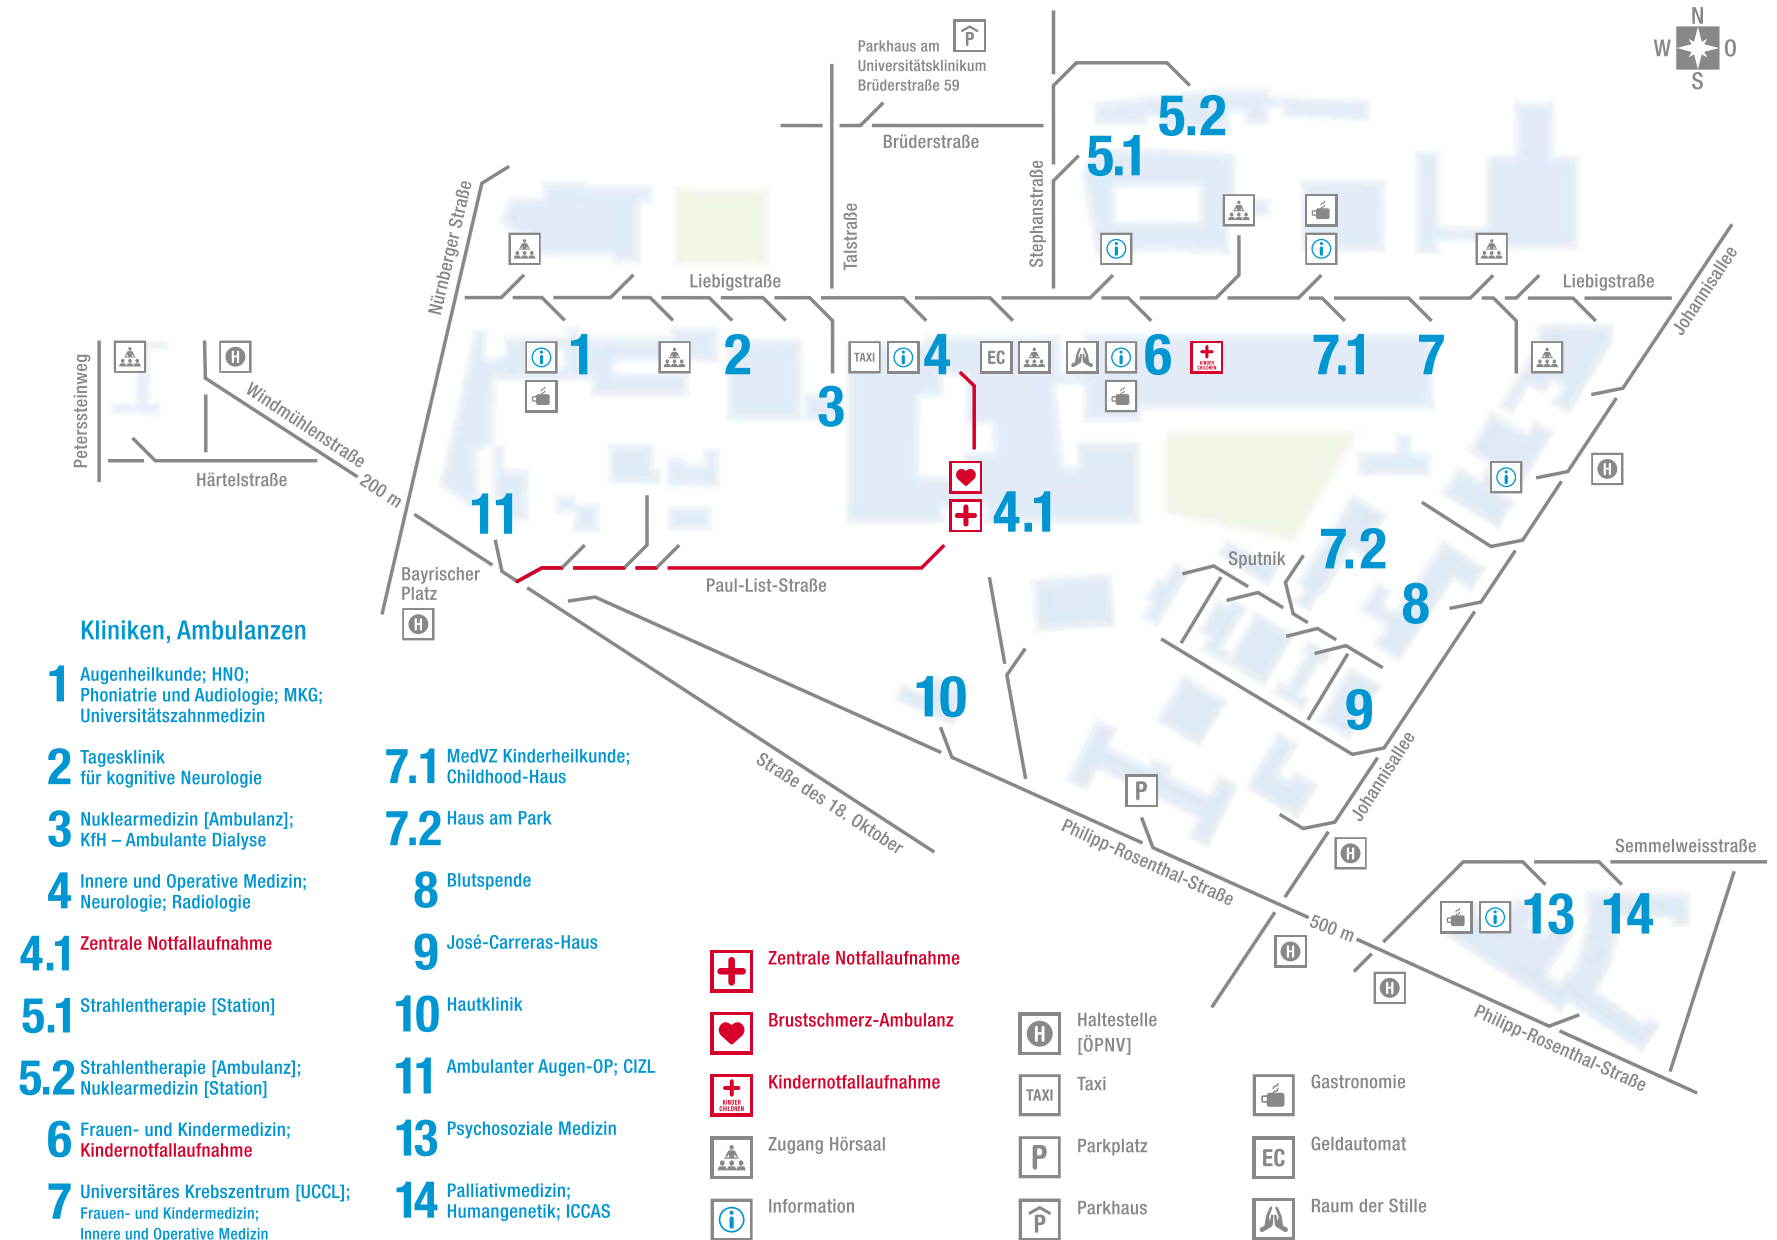 N
W O
S
Parkhaus am
Universitätsklinikum
Brüderstraße 59
P
Brüderstraße
5.2
5.1
Nürnberger Straße
Talstraße
Stephanstraße
Liebigstraße
Liebigstraße
Johannisallee
Peterssteinweg
H
Windmühlenstraße
200 m
Härtelstraße
1
2
3
TAXI
4
EC
6
KINDER
CHILDREN
7.1
7
H
11
4.1
Bayrischer
Platz
H
Paul-List-Straße
Sputnik
7.2
8
9
10
Straße des 18. Oktober
P
Philipp-Rosenthal-Straße
Johannisallee
H
H
500 m
H
Semmelweisstraße
13
14
Philipp-Rosenthal-Straße
Kliniken, Ambulanzen
1 Augenheilkunde; HNO;
Phoniatrie und Audiologie; MKG;
Universitätszahnmedizin
2 Tagesklinik
für kognitive Neurologie
3 Nuklearmedizin [Ambulanz];
KfH – Ambulante Dialyse
4 Innere und Operative Medizin;
Neurologie; Radiologie
4.1 Zentrale Notfallaufnahme
5.1 Strahlentherapie [Station]
5.2 Strahlentherapie [Ambulanz];
Nuklearmedizin [Station]
6 Frauen- und Kindermedizin;
Kindernotfallaufnahme
7 Universitäres Krebszentrum [UCCL];
Frauen- und Kindermedizin;
Innere und Operative Medizin
7.1 MedVZ Kinderheilkunde;
Childhood-Haus
7.2 Haus am Park
8 Blutspende
9 José-Carreras-Haus
10 Hautklinik
11 Ambulanter Augen-OP; CIZL
13 Psychosoziale Medizin
14 Palliativmedizin;
Humangenetik; ICCAS
Zentrale Notfallaufnahme
Brustschmerz-Ambulanz
KINDER
CHILDREN
Kindernotfallaufnahme
Zugang Hörsaal
Information
H Haltestelle
[ÖPNV]
TAXI Taxi
P Parkplatz
P Parkhaus
Gastronomie
EC Geldautomat
Raum der Stille